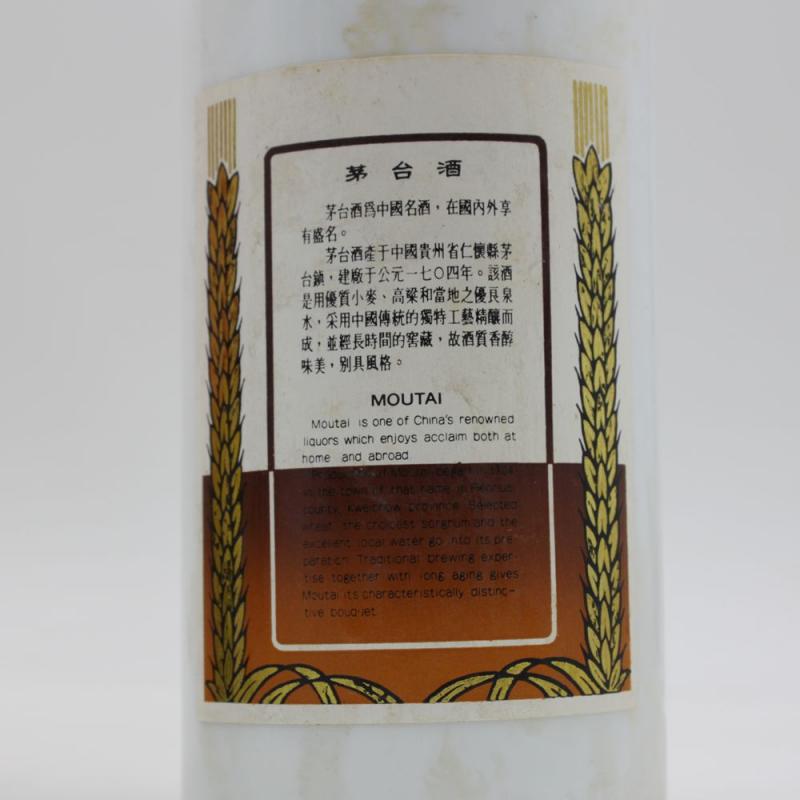 茅台酒
茅台酒爲中國名酒，在國內外享
有盛名。
茅台酒產于中國貴州省仁懷縣茅
台鎮，建廠于公元一七〇四年。該酒
是用優質小麥、高粱和當地之優良泉
水，采用中國傳統的獨特工藝精釀而
成，並經長時間的窖藏，故酒質香醇
味美，別具風格。
MOUTAI
Moutai is one of China's renowned
liquors which enjoys acclaim both at
home and abroad
Production of Moutai began in 1704
in the town of that name in Renhuai
county, Kweichow province. Selected
wheat, the choicest sorghum and the
excellent local water go into its pre-
paration. Traditional brewing exper-
tise together with long aging gives
Moutai its characteristically distinc-
tive bouquet